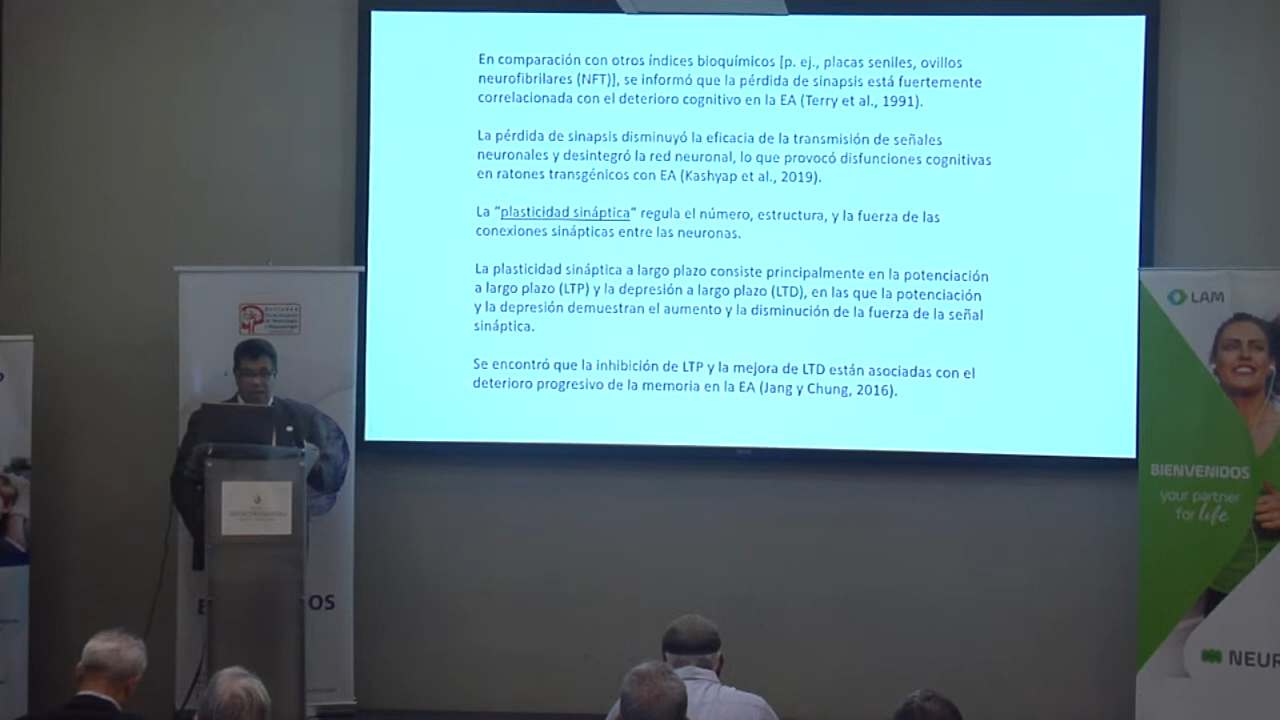 En comparación con otros índices bioquímicos [p. ej., placas seniles, ovillos
neurofibrilares (NFT)], se informó que la pérdida de sinapsis está fuertemente
correlacionada con el deterioro cognitivo en la EA (Terry et al., 1991).
La pérdida de sinapsis disminuyó la eficacia de la transmisión de señales
neuronales y desintegró la red neuronal, lo que provocó disfunciones cognitivas
en ratones transgénicos con EA (Kashyap et al., 2019).
La “plasticidad sináptica” regula el número, estructura, y la fuerza de las
conexiones sinápticas entre las neuronas.
La plasticidad sináptica a largo plazo consiste principalmente en la potenciación
a largo plazo (LTP) y la depresión a largo plazo (LTD), en las que la potenciación
y la depresión demuestran el aumento y la disminución de la fuerza de la señal
sináptica.
Se encontró que la inhibición de LTP y la mejora de LTD están asociadas con el
deterioro progresivo de la memoria en la EA (Jang y Chung, 2016).
LAM
BIENVENIDOS
your partner
for life
NEUR
OS